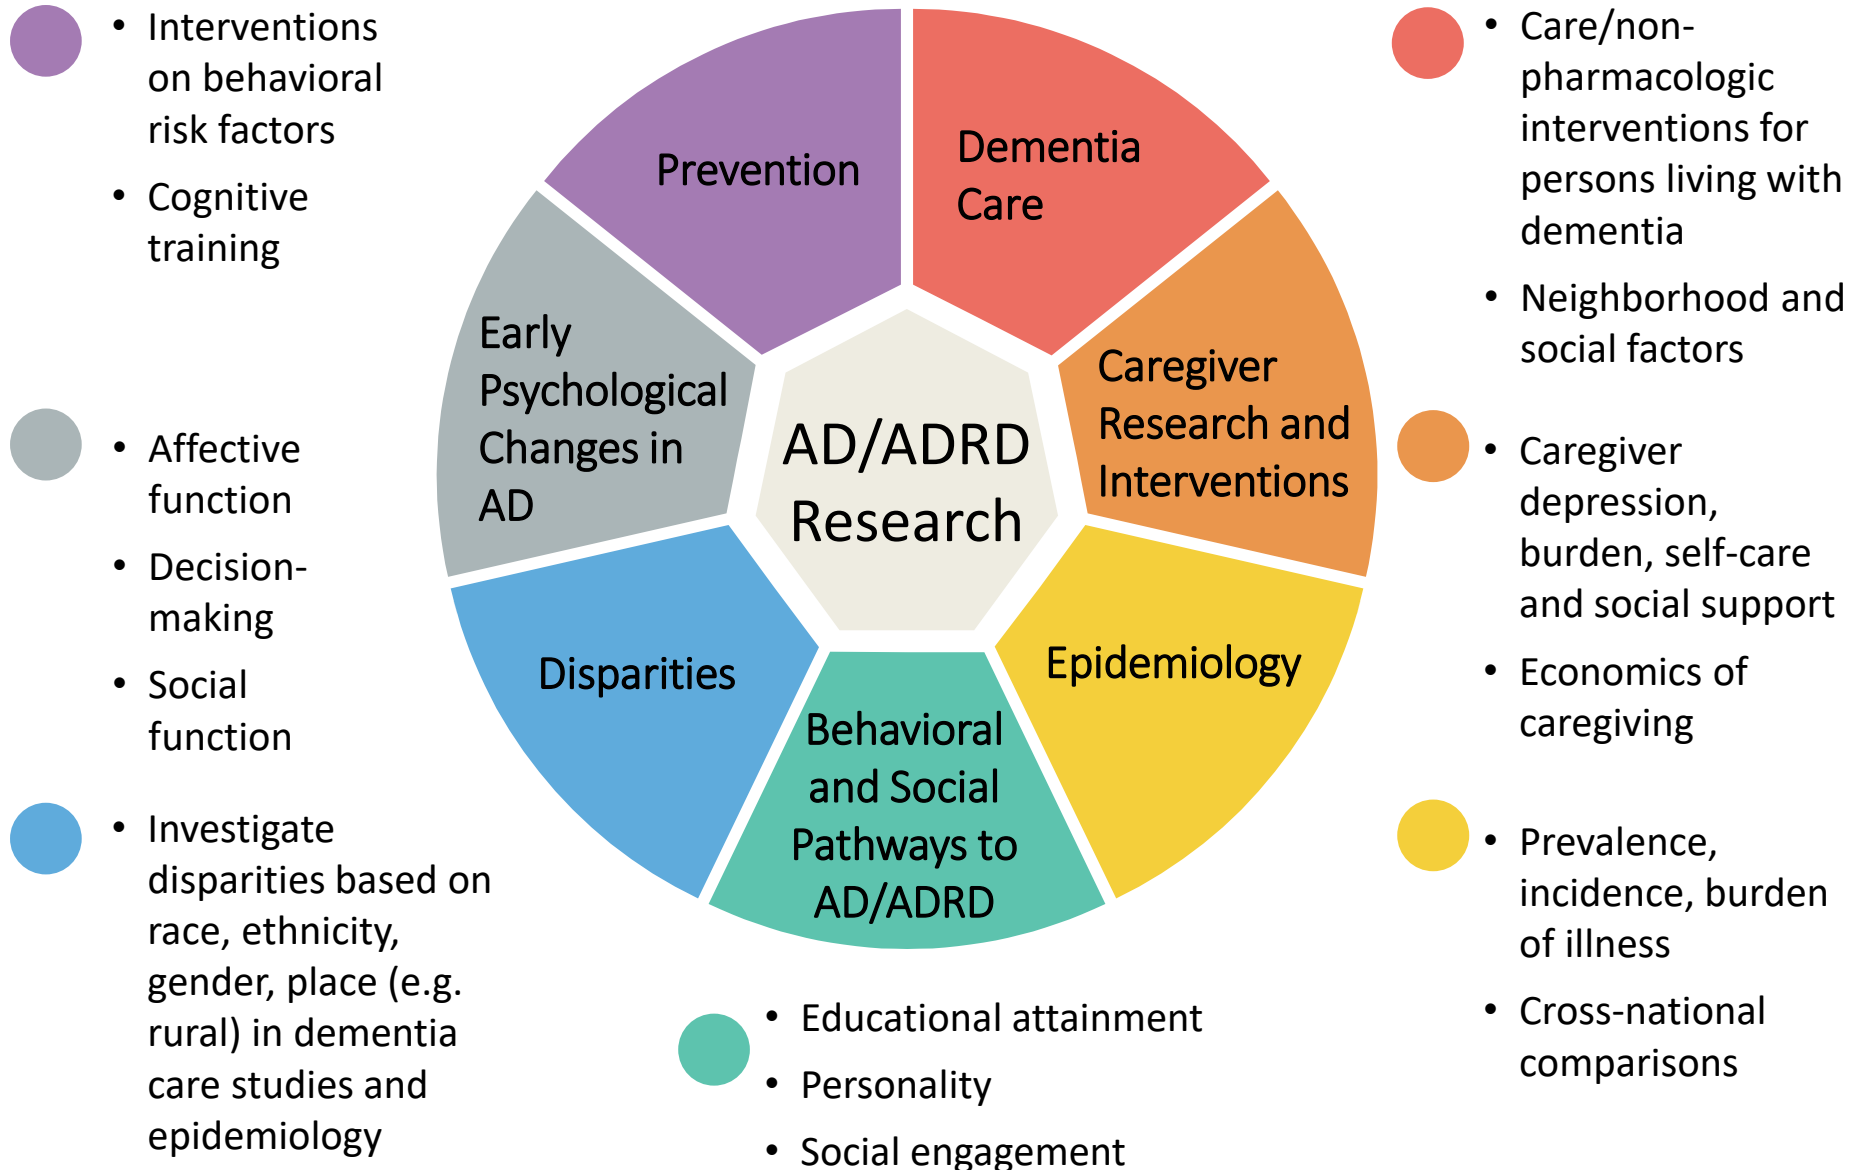 • Interventions
on behavioral
risk factors
• Cognitive
training
• Affective
function
• Decision-
making
• Social
function
• Investigate
disparities based on
race, ethnicity,
gender, place (e.g.
rural) in dementia
care studies and
epidemiology
Prevention
Dementia
Care
Early
Psychological
Changes in
AD
Caregiver
Research and
Interventions
AD/ADRD
Research
Disparities
Epidemiology
Behavioral
and Social
Pathways to
AD/ADRD
• Educational attainment
• Personality
• Social engagement
• Care/non-
pharmacologic
interventions for
persons living with
dementia
• Neighborhood and
social factors
• Caregiver
depression,
burden, self-care
and social support
• Economics of
caregiving
• Prevalence,
incidence, burden
of illness
• Cross-national
comparisons